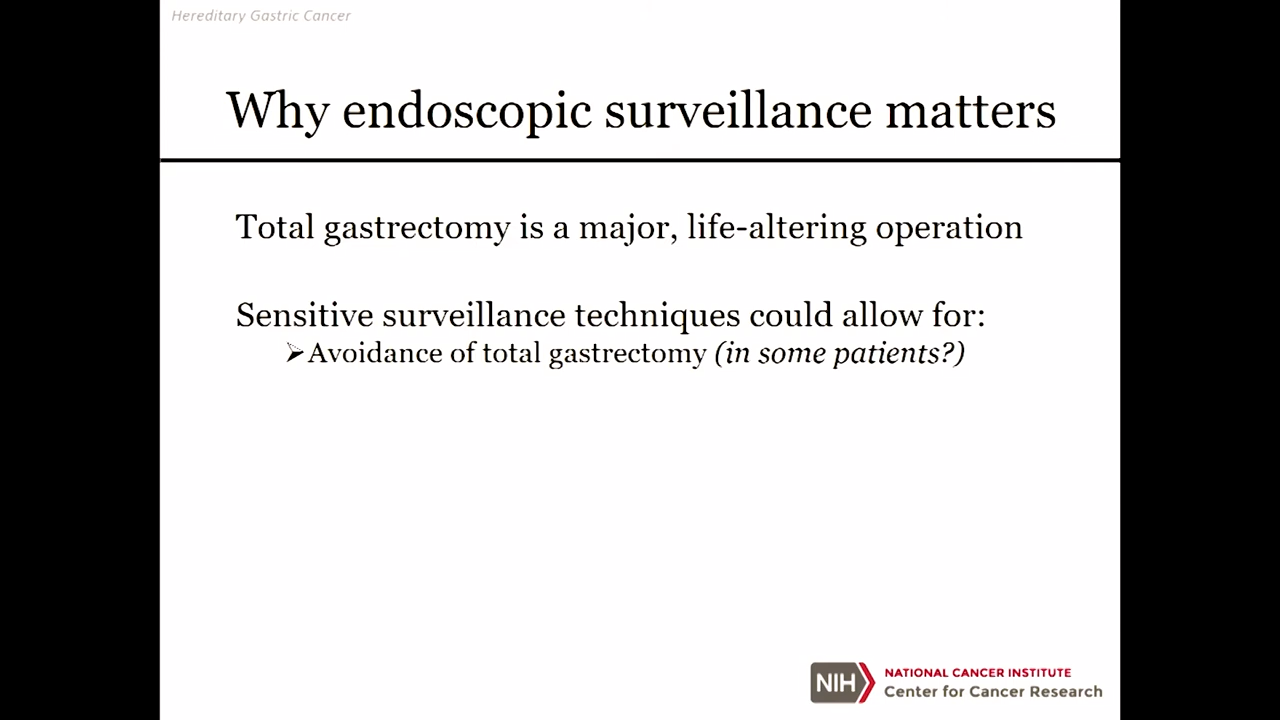 Hereditary Gastric Cancer
Why endoscopic surveillance matters
Total gastrectomy is a major, life-altering operation
Sensitive surveillance techniques could allow for:
➢Avoidance of total gastrectomy (in some patients?)
NIH
NATIONAL CANCER INSTITUTE
Center for Cancer Research